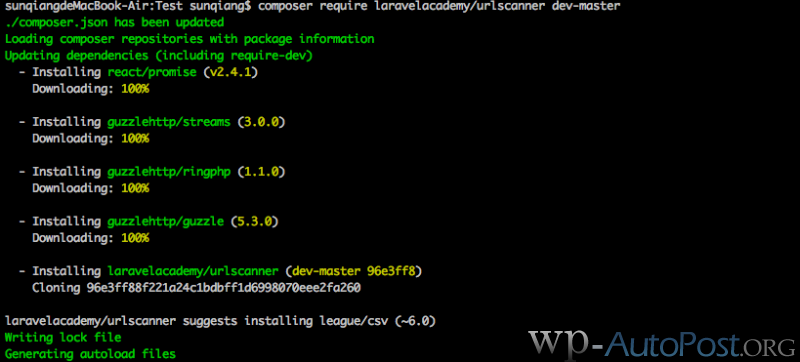 sunqiangdeMacBook-Air:Test sunqiang$ composer require laravelacademy/urlscanner dev-master
./composer.json has been updated
Loading composer repositories with package information
Updating dependencies (including require-dev)
- Installing react/promise (v2.4.1)
Downloading: 100%
- Installing guzzlehttp/streams (3.0.0)
Downloading: 100%
- Installing guzzlehttp/ringphp (1.1.0)
Downloading: 100%
- Installing guzzlehttp/guzzle (5.3.0)
Downloading: 100%
- Installing laravelacademy/urlscanner (dev-master 96e3ff8)
Cloning 96e3ff88f221a24c1bdbff1d6998070eee2fa260
laravelacademy/urlscanner suggests installing league/csv (~6.0)
Writing lock file
Generating autoload files
wp-AutoPost.ORG